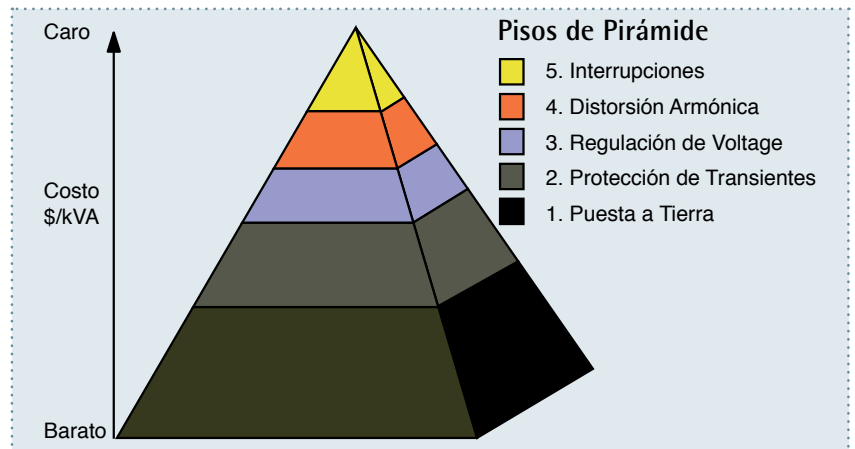 Caro
Costo
$/kVA
Barato
Pisos de Pirámide
5. Interrupciones
4. Distorsión Armónica
3. Regulación de Voltage
2. Protección de Transientes
1. Puesta a Tierra